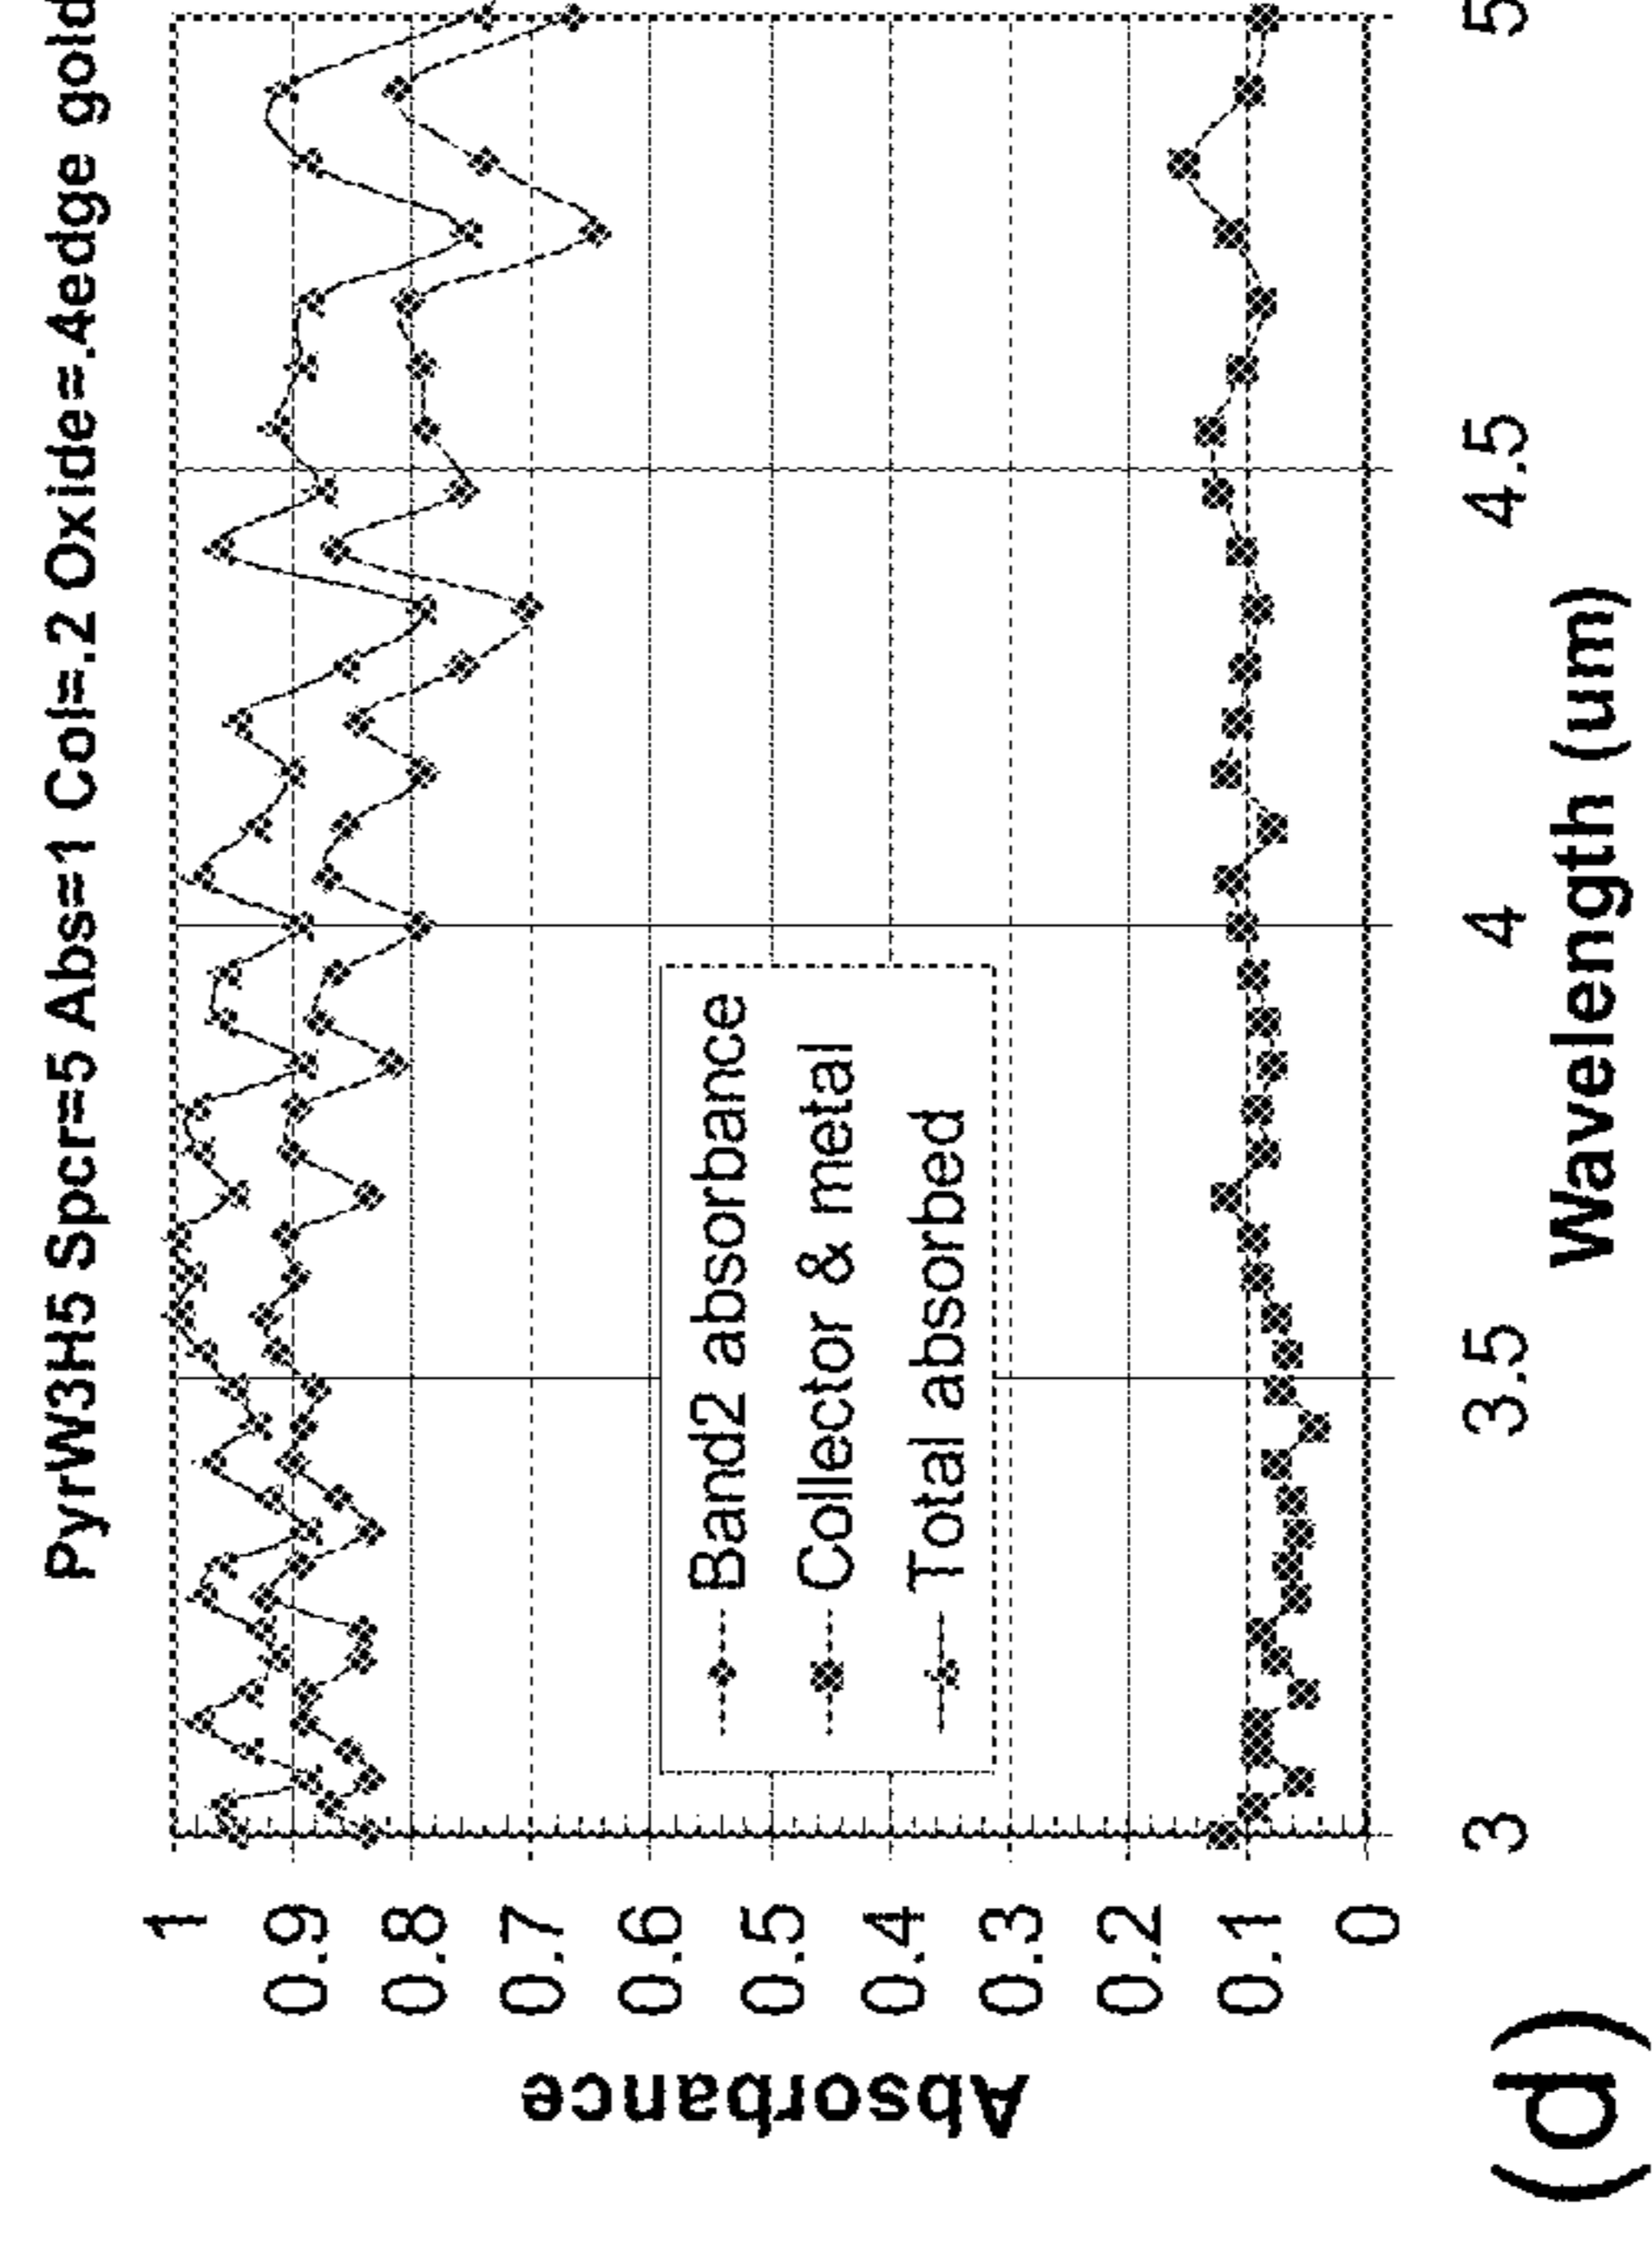 PyrW3H5 Spcr=5 Abs=1 Col=.2 Oxide=.4edge gold
Absorbance
1
0.9
0.8
0.7
0.6
0.5
0.4
0.3
0.2
0.1
0
Band2 absorbance
Collector & metal
Total absorbed
3
3.5
4
4.5
5
Wavelength (um)
(d)